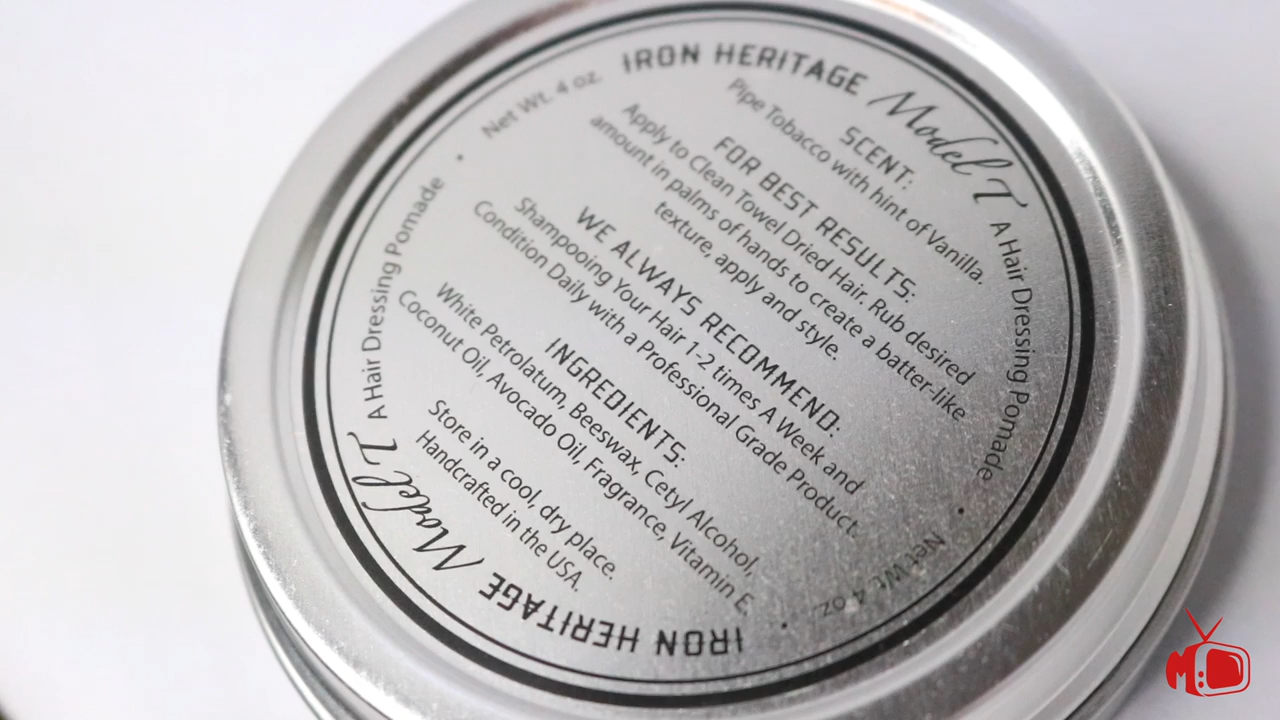 IRON HERITAGE Model T A Hair Dressing Pomade
Net Wt. 4 oz.
SCENT:
Pipe Tobacco with hint of Vanilla.
FOR BEST RESULTS:
Apply to Clean Towel Dried Hair. Rub desired
amount in palms of hands to create a batter-like
texture, apply and style.
WE ALWAYS RECOMMEND:
Shampooing Your Hair 1-2 times A Week and
Condition Daily with a Professional Grade Product.
INGREDIENTS:
White Petrolatum, Beeswax, Cetyl Alcohol,
Coconut Oil, Avocado Oil, Fragrance, Vitamin E.
Store in a cool, dry place.
Handcrafted in the USA.
IRON HERITAGE Model T A Hair Dressing Pomade
Net Wt. 4 oz.